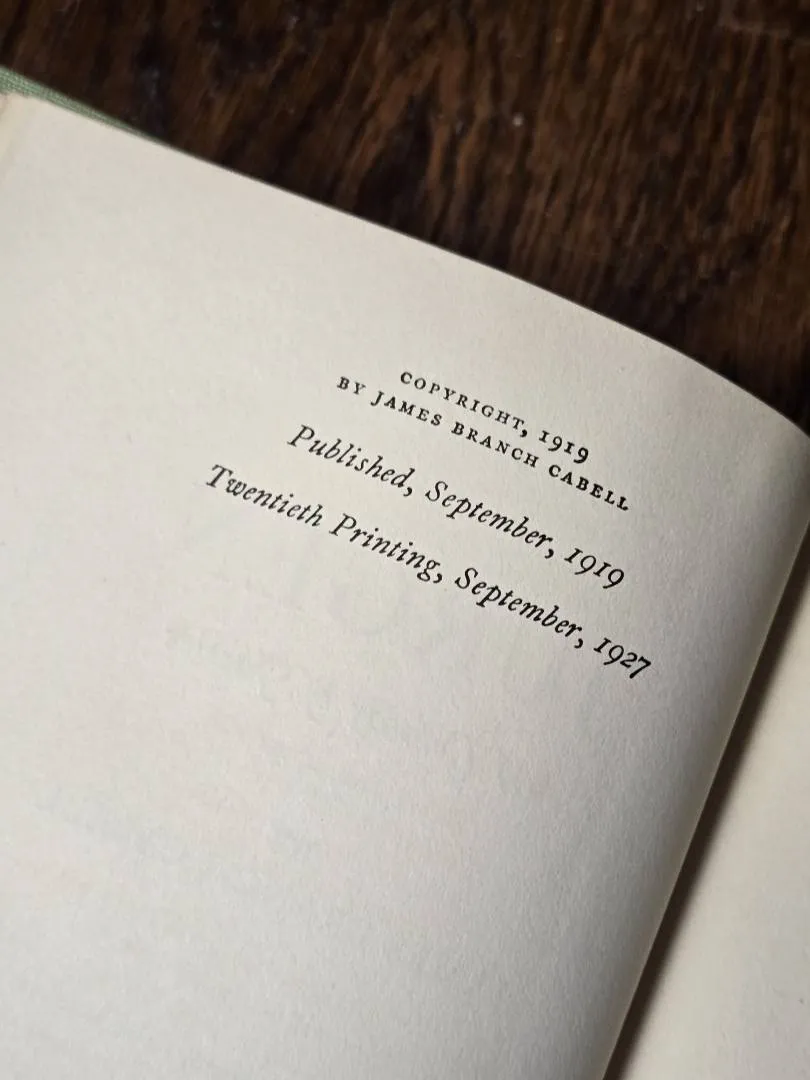 COPYRIGHT, 1919
BY JAMES BRANCH CABELL
Published, September, 1919
Twentieth Printing, September, 1927